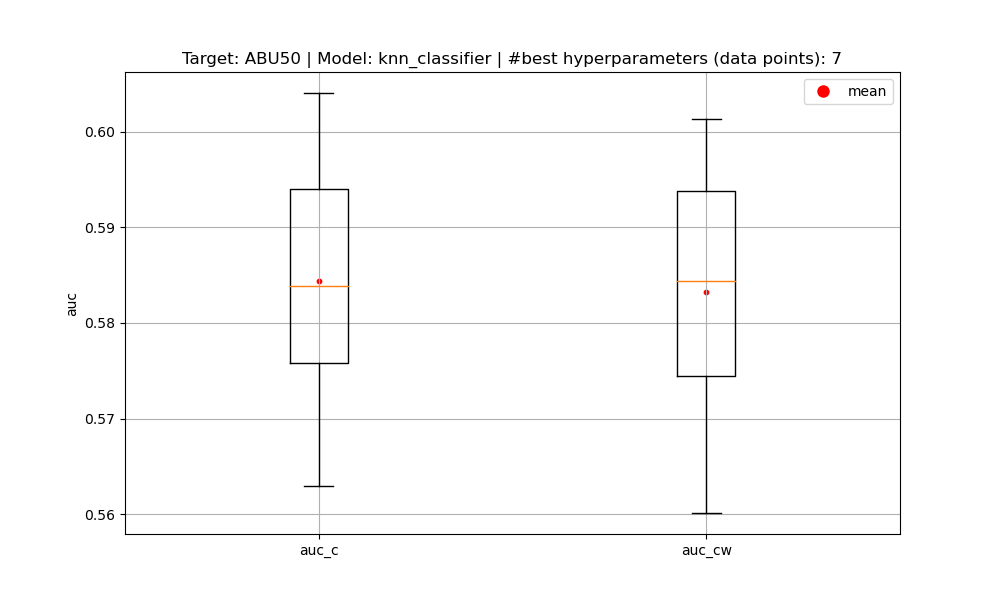 Target: ABU50 | Model: knn_classifier | #best hyperparameters (data points): 7
mean
0.60
0.59
0.58
0.57
0.56
auc
auc_c
auc_cw